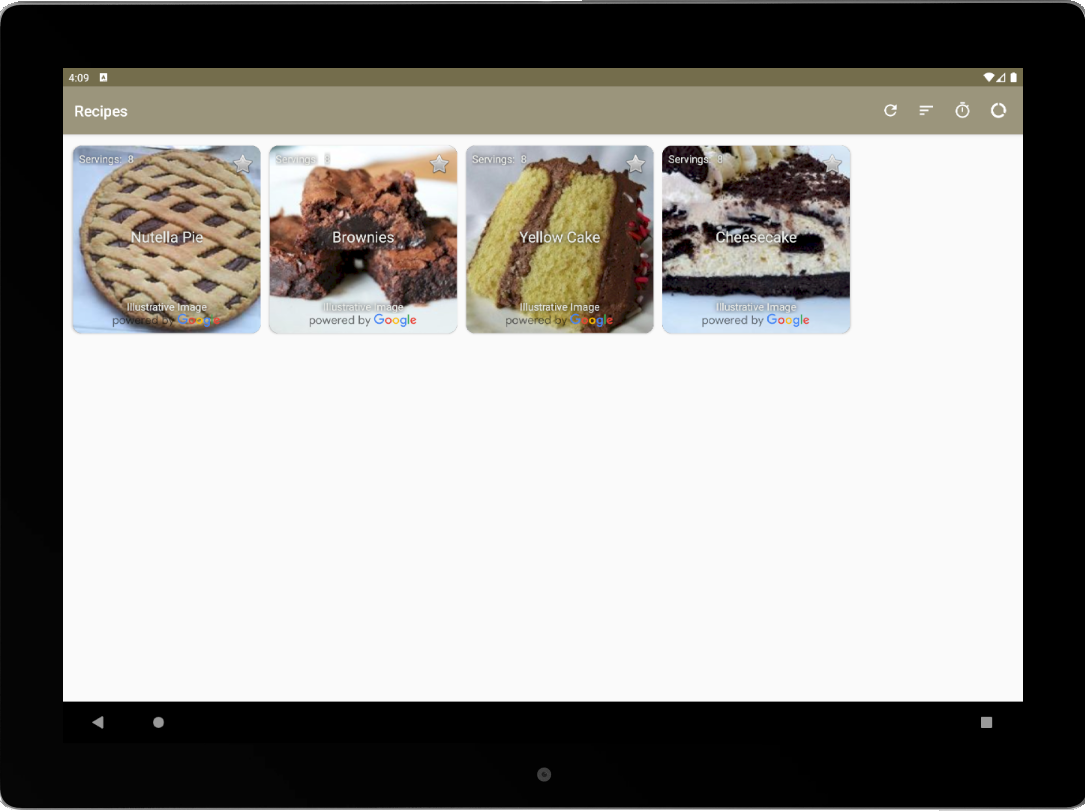 4:09
Recipes
Servings: 8
Nutella Pie
Illustrative Image
powered by Google
Servings: 8
Brownies
Illustrative Image
powered by Google
Servings: 8
Yellow Cake
Illustrative Image
powered by Google
Servings: 8
Cheesecake
Illustrative Image
powered by Google